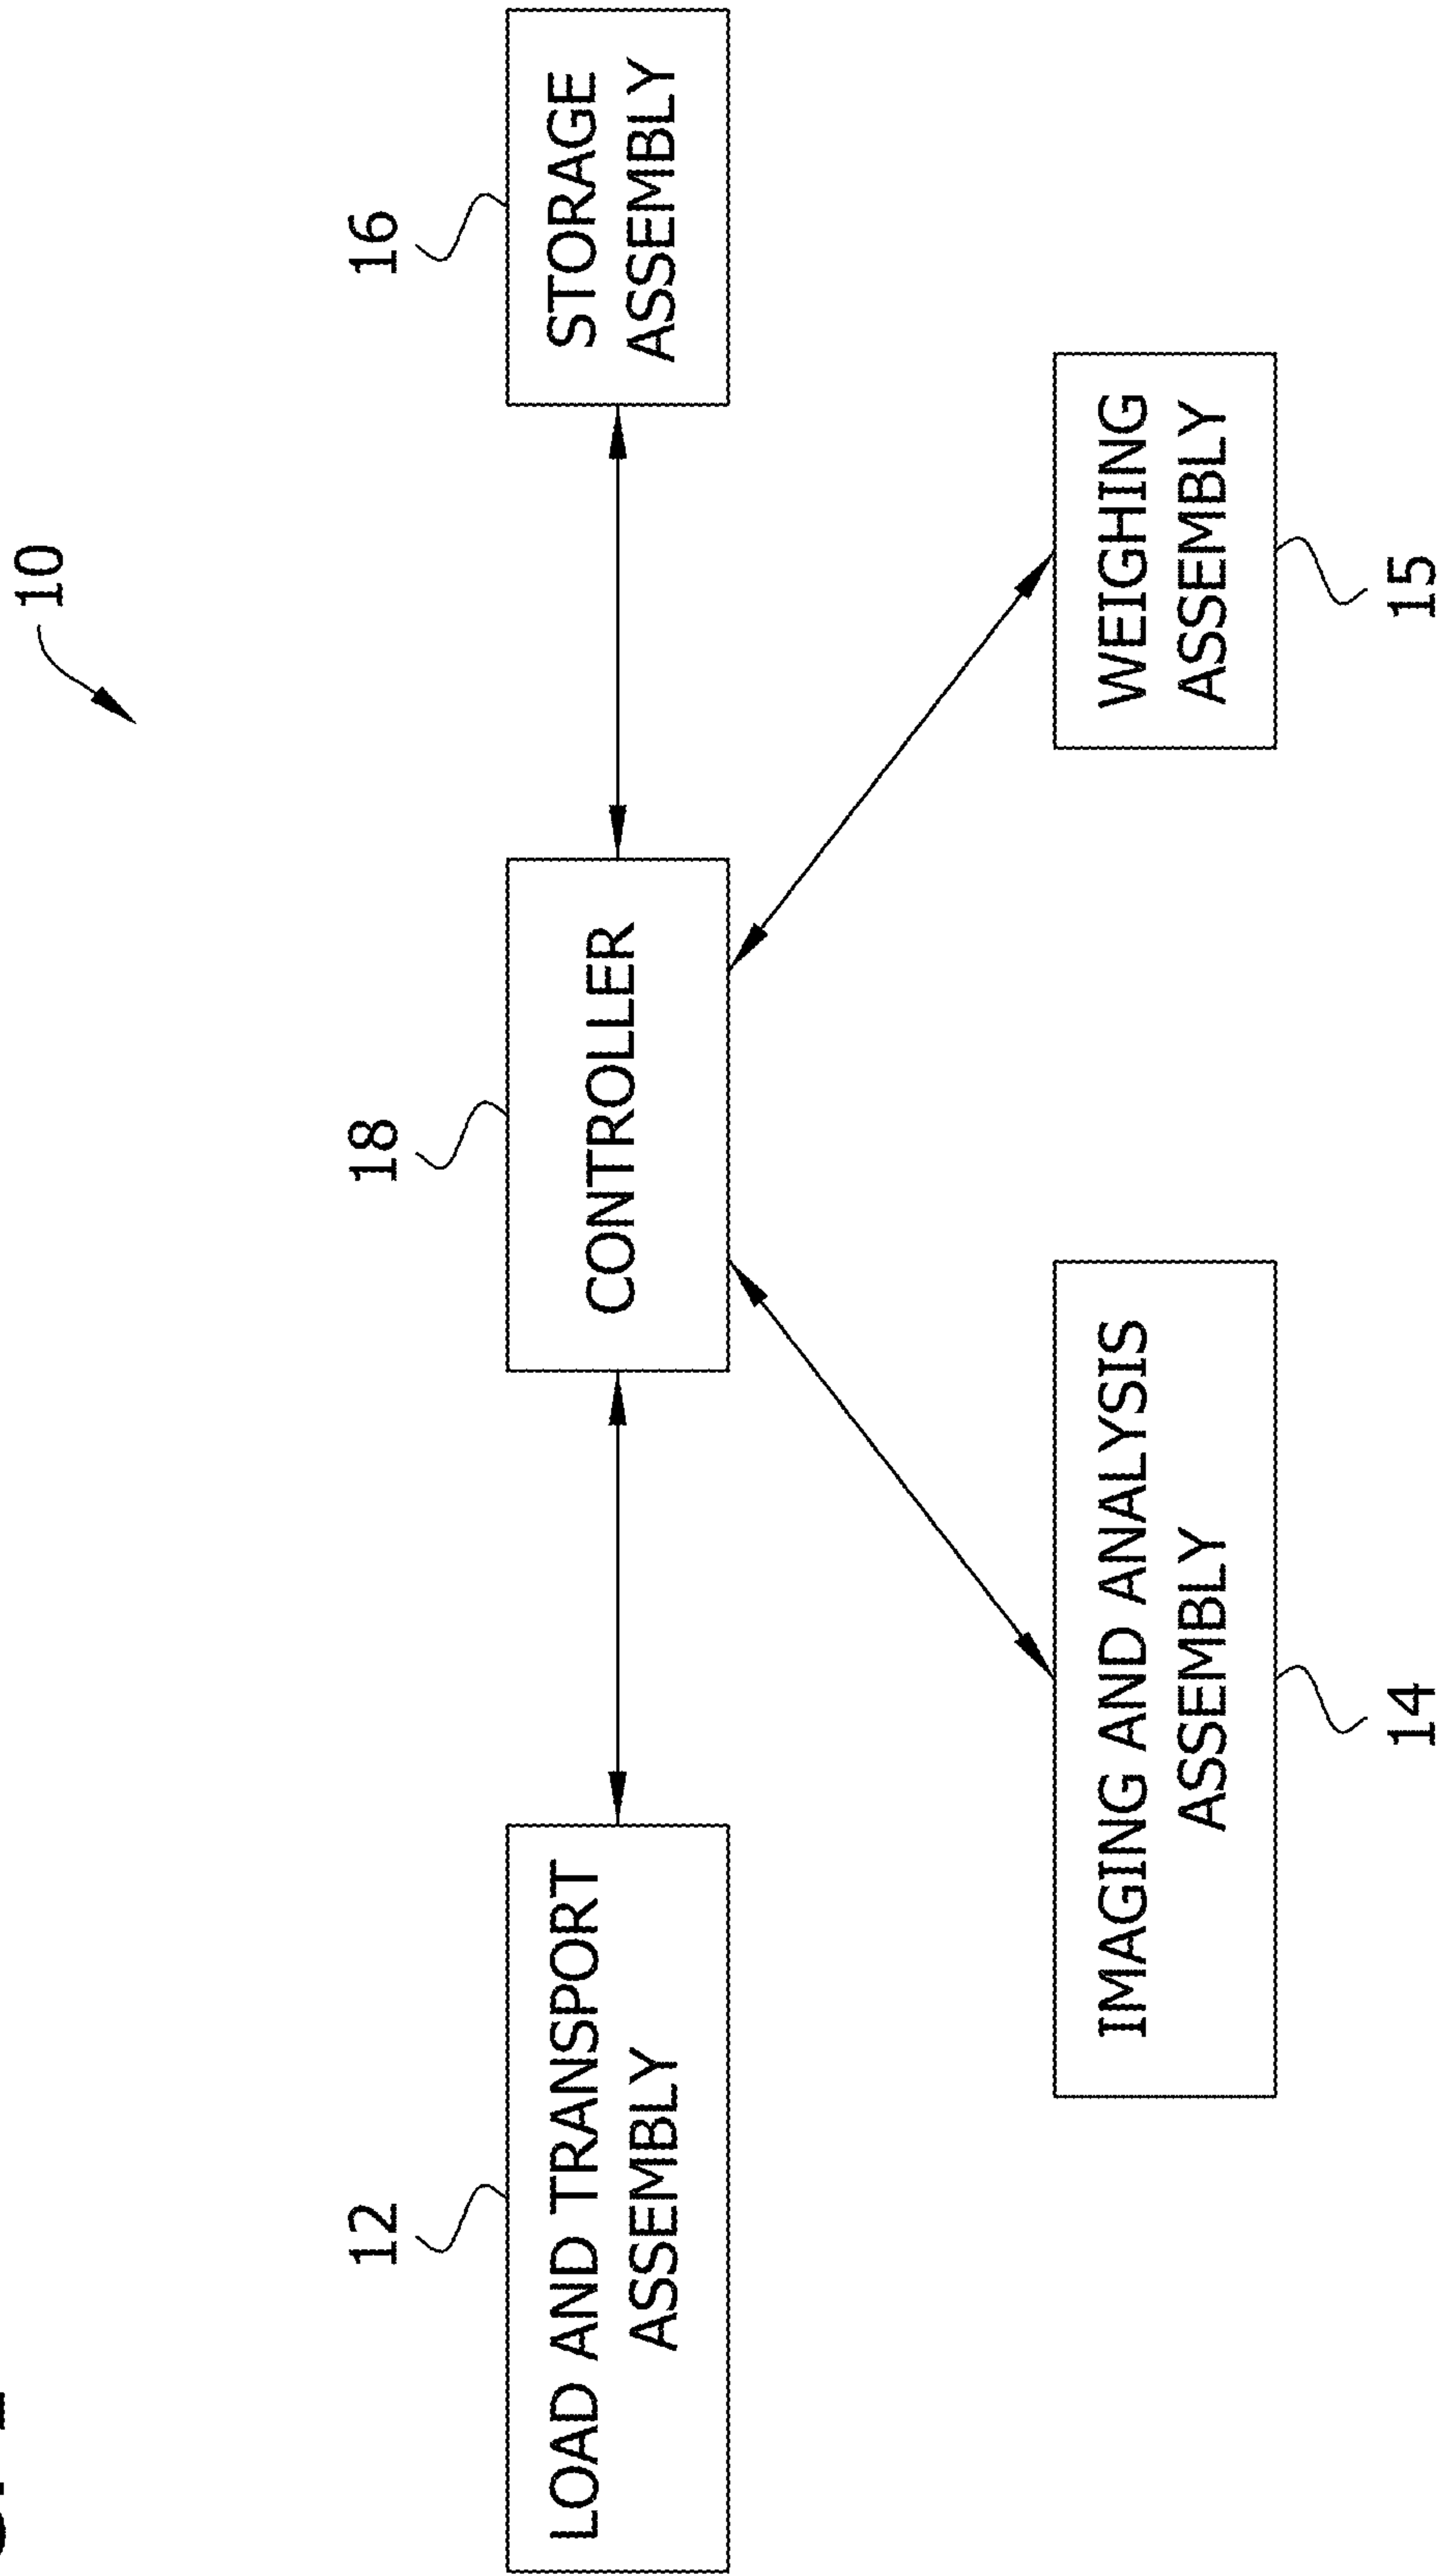 10
12
18
16
LOAD AND TRANSPORT
ASSEMBLY
CONTROLLER
STORAGE
ASSEMBLY
IMAGING AND ANALYSIS
ASSEMBLY
WEIGHING
ASSEMBLY
14
15